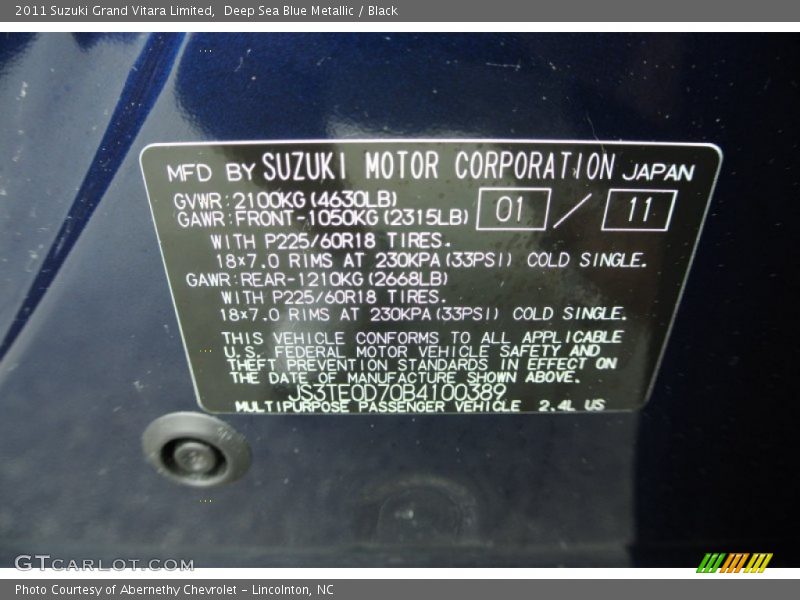 2011 Suzuki Grand Vitara Limited, Deep Sea Blue Metallic / Black
MFD BY SUZUKI MOTOR CORPORATION JAPAN
GVWR:2100KG(4630LB)
GAWR:FRONT-1050KG(2315LB) 01 / 11
WITH P225/60R18 TIRES.
18×7.0 RIMS AT 230KPA(33PSI) COLD SINGLE.
GAWR:REAR-1210KG(2668LB)
WITH P225/60R18 TIRES.
18×7.0 RIMS AT 230KPA(33PSI) COLD SINGLE.
THIS VEHICLE CONFORMS TO ALL APPLICABLE
U.S. FEDERAL MOTOR VEHICLE SAFETY AND
THEFT PREVENTION STANDARDS IN EFFECT ON
THE DATE OF MANUFACTURE SHOWN ABOVE.
JS3TE0D70B4100389
MULTIPURPOSE PASSENGER VEHICLE 2.4L US
GTCarLot.com
Photo Courtesy of Abernethy Chevrolet - Lincolnton, NC